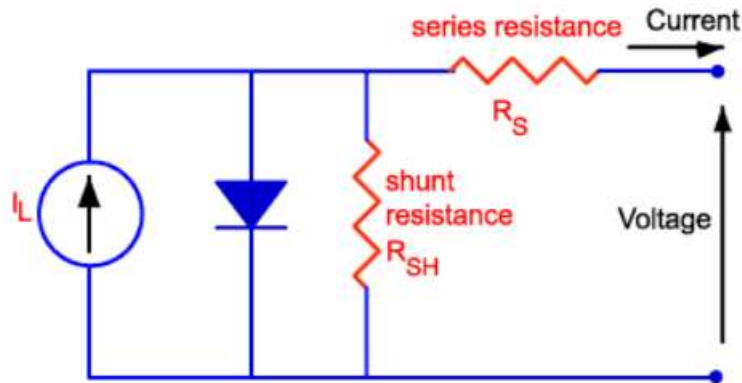 Current
series resistance
R_S
I_L
shunt
resistance
R_SH
Voltage